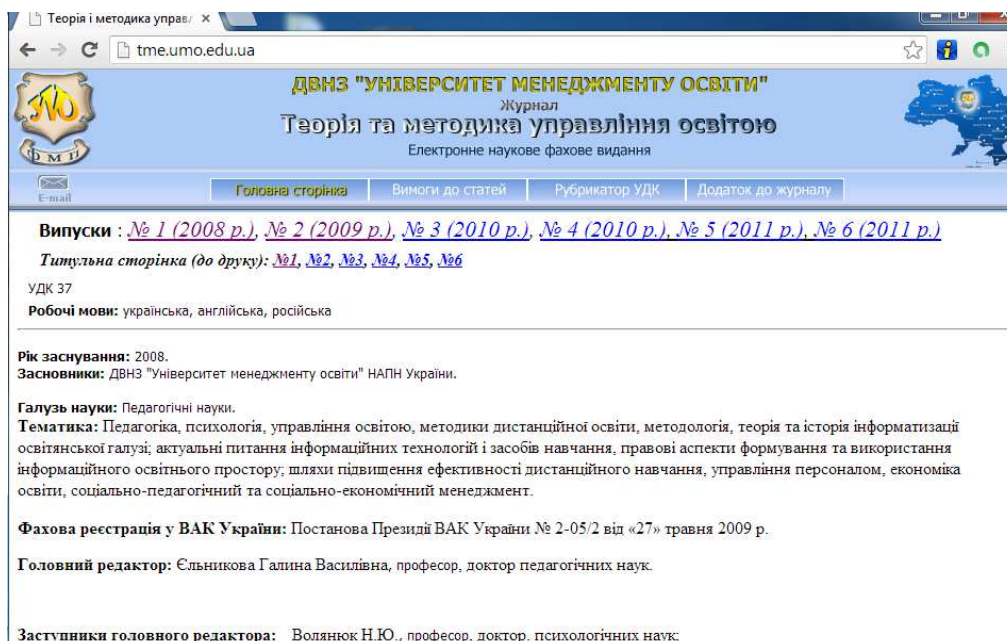 Теорія і методика управл
tme.umo.edu.ua
ДВНЗ "УНІВЕРСИТЕТ МЕНЕДЖМЕНТУ ОСВІТИ"
Журнал
Теорія та методика управління освітою
Електронне наукове фахове видання
ФМП
E-mail
Головна сторінка Вимоги до статей Рубрикатор УДК Додаток до журналу
Випуски : № 1 (2008 р.), № 2 (2009 р.), № 3 (2010 р.), № 4 (2010 р.), № 5 (2011 р.), № 6 (2011 р.)
Титульна сторінка (до друку): №1, №2, №3, №4, №5, №6
УДК 37
Робочі мови: українська, англійська, російська
Рік заснування: 2008.
Засновники: ДВНЗ "Університет менеджменту освіти" НАПН України.
Галузь науки: Педагогічні науки.
Тематика: Педагогіка, психологія, управління освітою, методики дистанційної освіти, методологія, теорія та історія інформатизації
освітянської галузі; актуальні питання інформаційних технологій і засобів навчання, правові аспекти формування та використання
інформаційного освітнього простору; шляхи підвищення ефективності дистанційного навчання, управління персоналом, економіка
освіти, соціально-педагогічний та соціально-економічний менеджмент.
Фахова реєстрація у ВАК України: Постанова Президії ВАК України № 2-05/2 від «27» травня 2009 р.
Головний редактор: Єльникова Галина Василівна, професор, доктор педагогічних наук.
Заступники головного редактора: Волянюк Н.Ю., професор, доктор. психологічних наук;